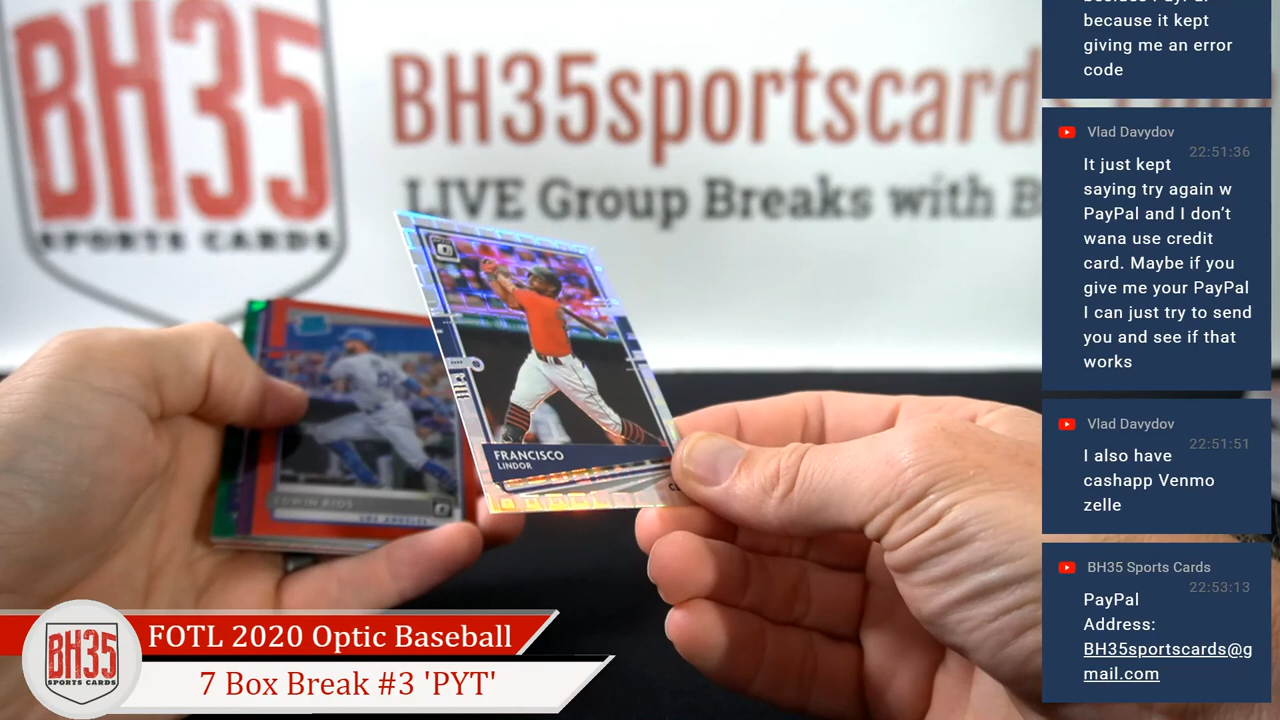 BH35
SPORTS CARDS
BH35sportscard
LIVE Group Breaks with B
FRANCISCO
LINDOR
EDWIN RIOS
LOS ANGELES
BH35
SPORTS CARDS
FOTL 2020 Optic Baseball
7 Box Break #3 'PYT'
because it kept
giving me an error
code
Vlad Davydov
22:51:36
It just kept
saying try again w
PayPal and I don't
wana use credit
card. Maybe if you
give me your PayPal
I can just try to send
you and see if that
works
Vlad Davydov
22:51:51
I also have
cashapp Venmo
zelle
BH35 Sports Cards
22:53:13
PayPal
Address:
BH35sportscards@g
mail.com